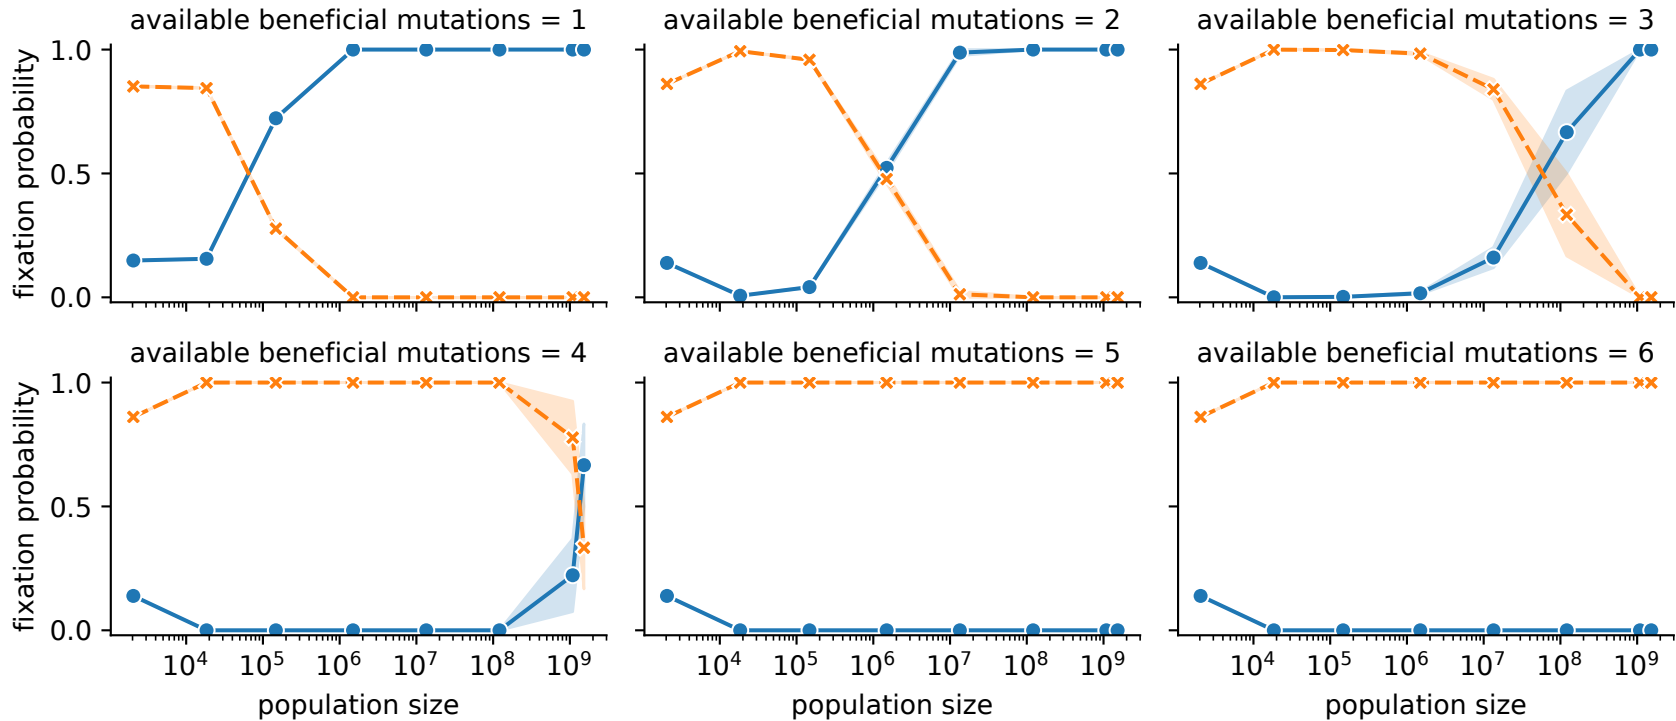 available beneficial mutations = 1
available beneficial mutations = 2
available beneficial mutations = 3
fixation probability
1.0
0.5
0.0
available beneficial mutations = 4
available beneficial mutations = 5
available beneficial mutations = 6
fixation probability
1.0
0.5
0.0
10⁴ 10⁵ 10⁶ 10⁷ 10⁸ 10⁹
10⁴ 10⁵ 10⁶ 10⁷ 10⁸ 10⁹
10⁴ 10⁵ 10⁶ 10⁷ 10⁸ 10⁹
population size
population size
population size